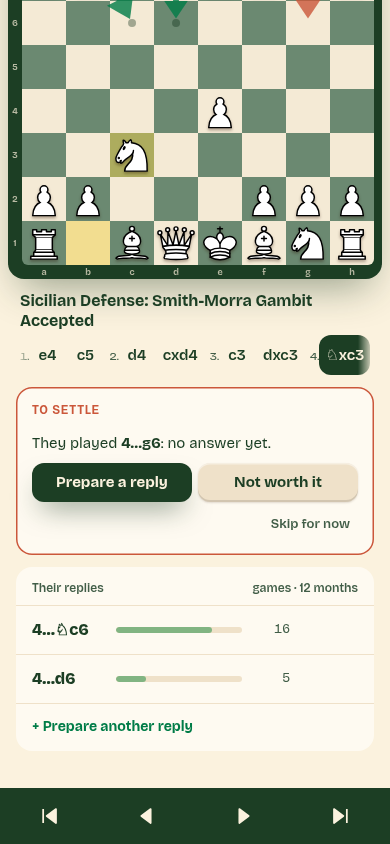 6
5
4
3
2
1
a b c d e f g h
Sicilian Defense: Smith-Morra Gambit
Accepted
1. e4 c5 2. d4 cxd4 3. c3 dxc3 4. ♘xc3
TO SETTLE
They played 4…g6: no answer yet.
Prepare a reply
Not worth it
Skip for now
Their replies games · 12 months
4…♘c6 16
4…d6 5
+ Prepare another reply